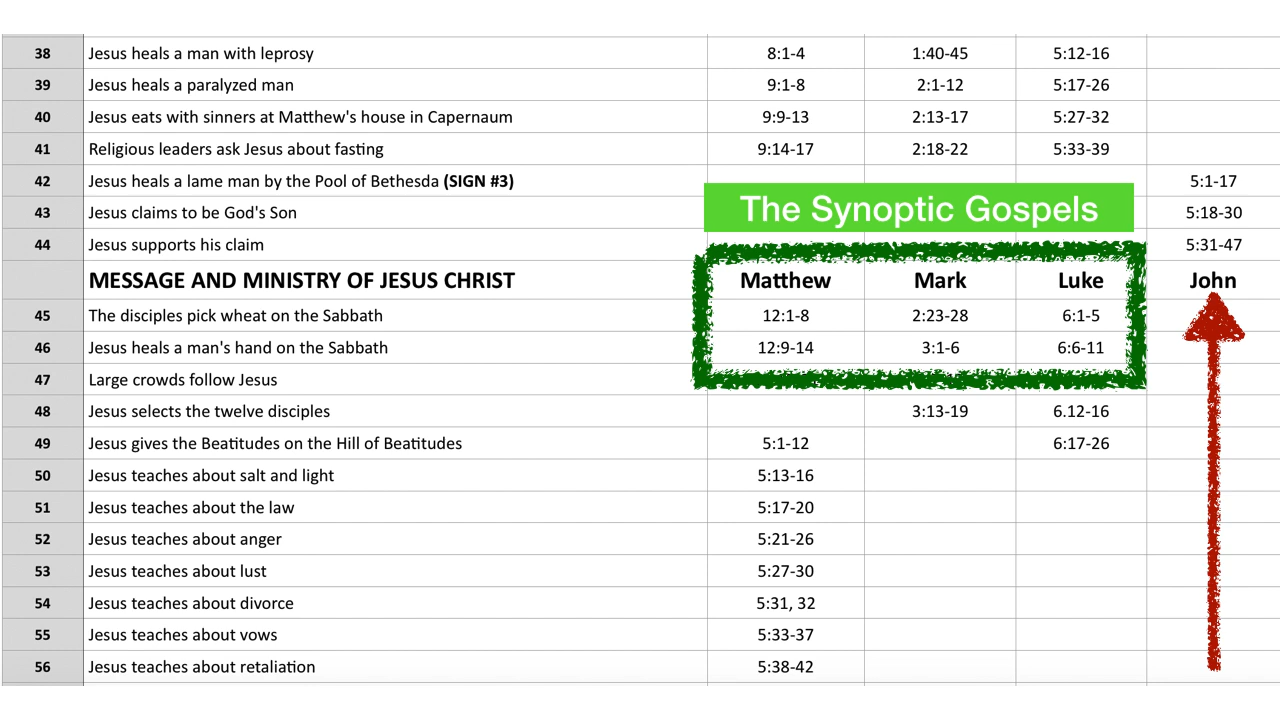 38 Jesus heals a man with leprosy 8:1-4 1:40-45 5:12-16
39 Jesus heals a paralyzed man 9:1-8 2:1-12 5:17-26
40 Jesus eats with sinners at Matthew's house in Capernaum 9:9-13 2:13-17 5:27-32
41 Religious leaders ask Jesus about fasting 9:14-17 2:18-22 5:33-39
42 Jesus heals a lame man by the Pool of Bethesda (SIGN #3) 5:1-17
The Synoptic Gospels
43 Jesus claims to be God's Son 5:18-30
44 Jesus supports his claim 5:31-47
MESSAGE AND MINISTRY OF JESUS CHRIST Matthew Mark Luke John
45 The disciples pick wheat on the Sabbath 12:1-8 2:23-28 6:1-5
46 Jesus heals a man's hand on the Sabbath 12:9-14 3:1-6 6:6-11
47 Large crowds follow Jesus
48 Jesus selects the twelve disciples 3:13-19 6.12-16
49 Jesus gives the Beatitudes on the Hill of Beatitudes 5:1-12 6:17-26
50 Jesus teaches about salt and light 5:13-16
51 Jesus teaches about the law 5:17-20
52 Jesus teaches about anger 5:21-26
53 Jesus teaches about lust 5:27-30
54 Jesus teaches about divorce 5:31, 32
55 Jesus teaches about vows 5:33-37
56 Jesus teaches about retaliation 5:38-42